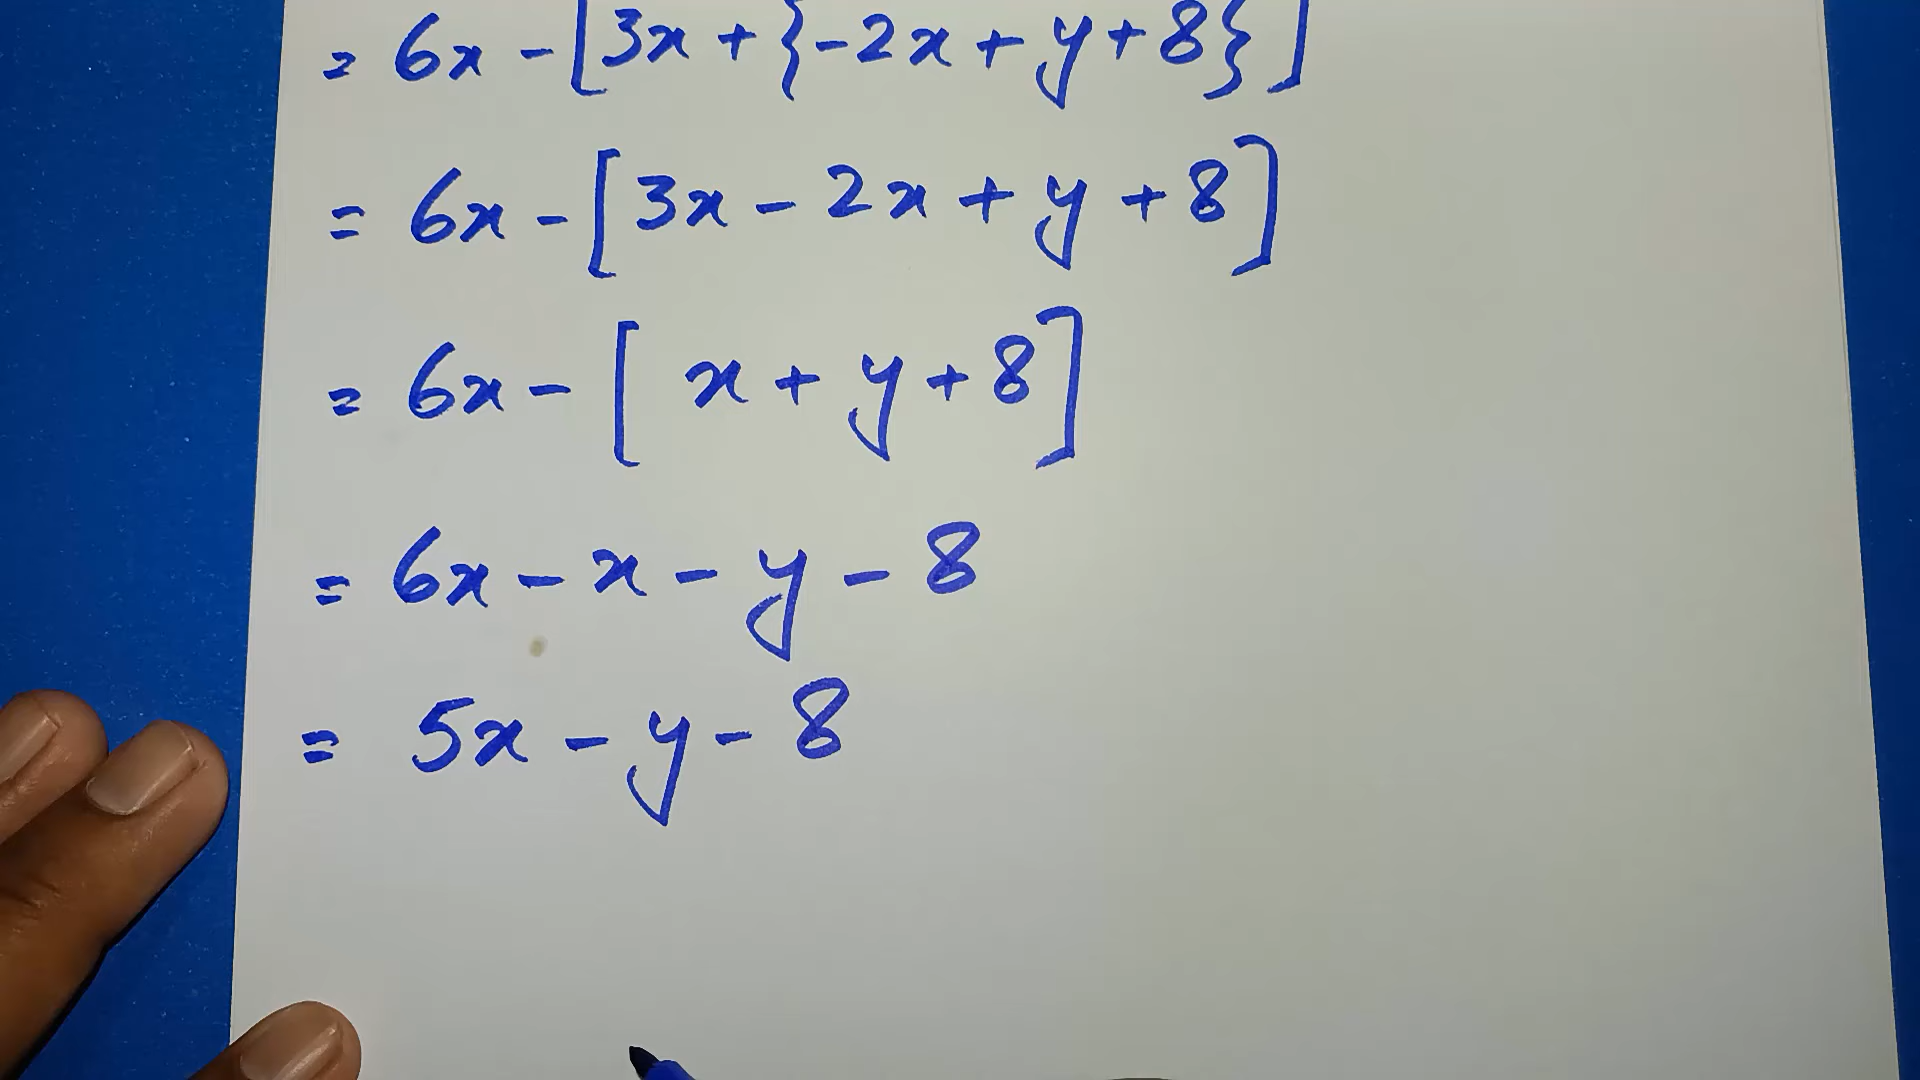 = 6x - [3x + {-2x + y + 8}]
= 6x - [3x - 2x + y + 8]
= 6x - [x + y + 8]
= 6x - x - y - 8
= 5x - y - 8